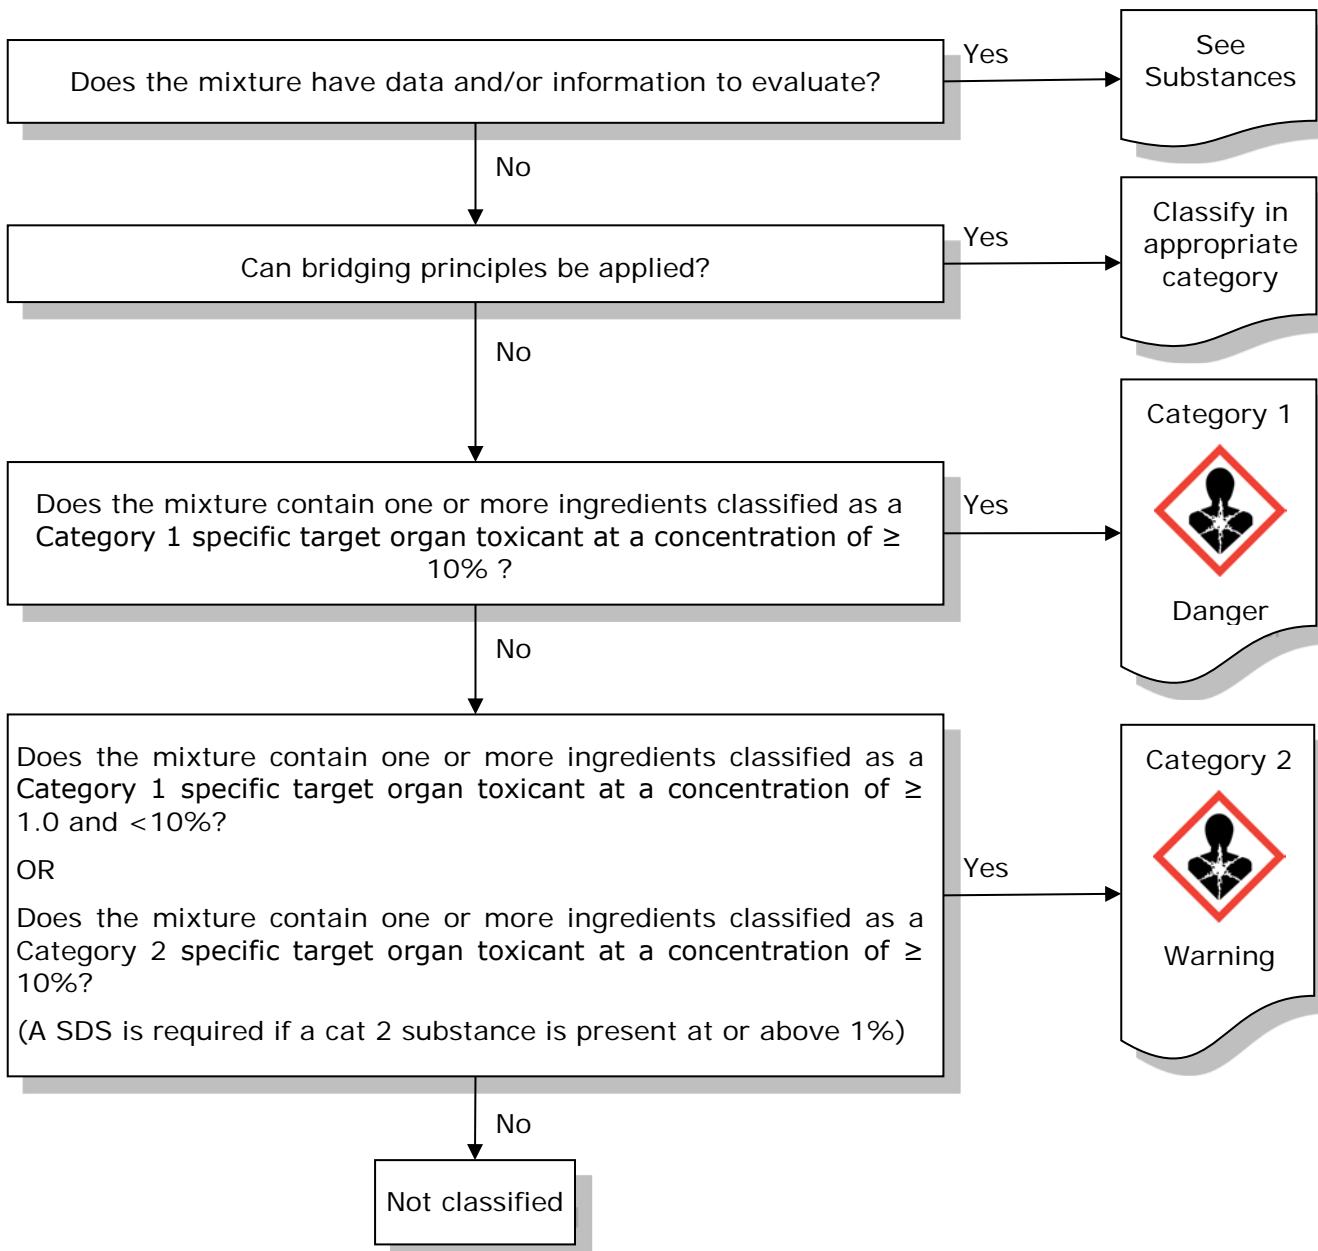 Does the mixture have data and/or information to evaluate?
Yes
See
Substances
No
Can bridging principles be applied?
Yes
Classify in
appropriate
category
No
Does the mixture contain one or more ingredients classified as a
Category 1 specific target organ toxicant at a concentration of ≥
10% ?
Yes
Category 1
Danger
No
Does the mixture contain one or more ingredients classified as a
Category 1 specific target organ toxicant at a concentration of ≥
1.0 and <10%?
OR
Does the mixture contain one or more ingredients classified as a
Category 2 specific target organ toxicant at a concentration of ≥
10%?
(A SDS is required if a cat 2 substance is present at or above 1%)
Yes
Category 2
Warning
No
Not classified